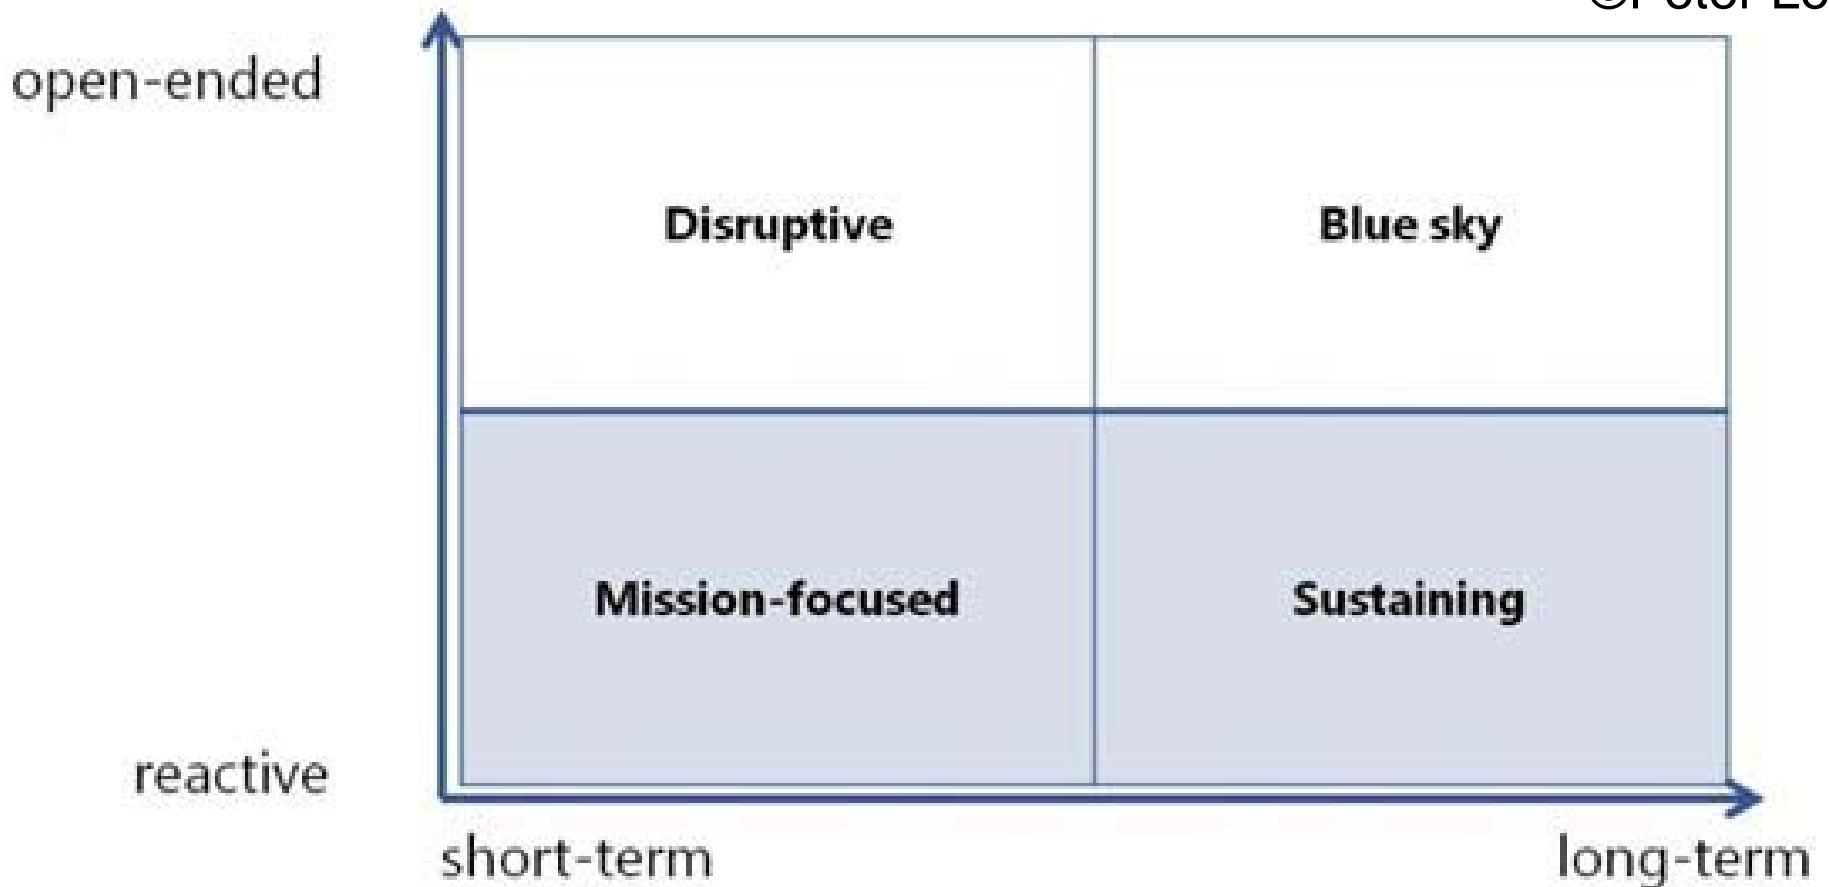 open-ended
Disruptive
Blue sky
Mission-focused
Sustaining
reactive
short-term
long-term